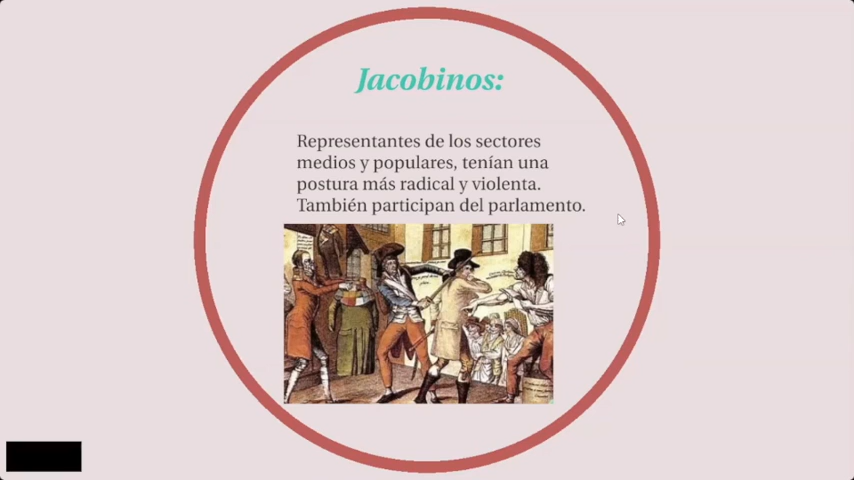 Jacobinos:
Representantes de los sectores
medios y populares, tenían una
postura más radical y violenta.
También participan del parlamento.